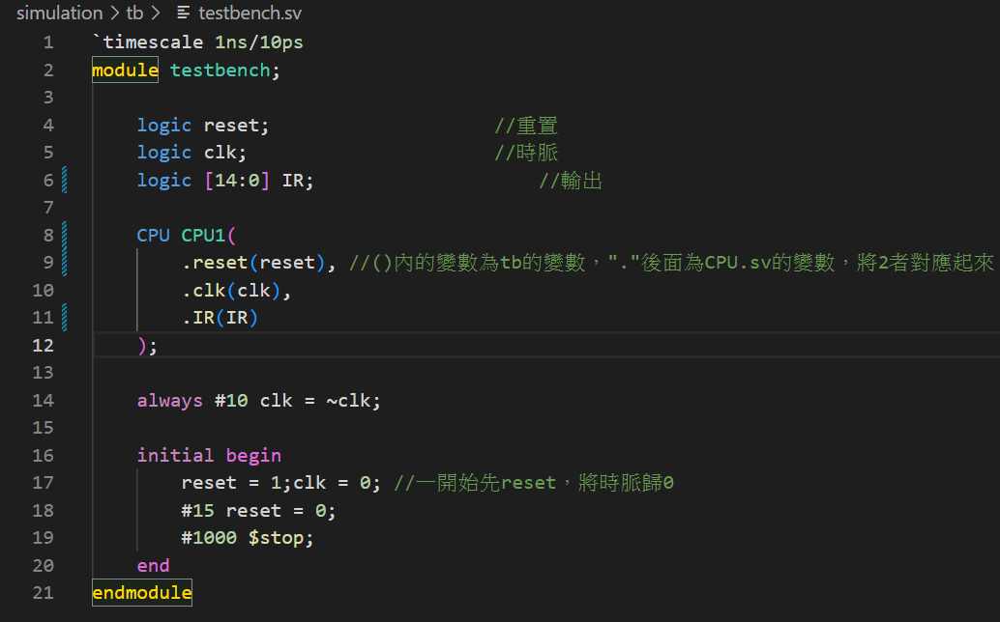 simulation > tb > testbench.sv
1 `timescale 1ns/10ps
2 module testbench;
3
4 logic reset; //重置
5 logic clk; //時脈
6 logic [14:0] IR; //輸出
7
8 CPU CPU1(
9 .reset(reset), //()內的變數為tb的變數，"."後面為CPU.sv的變數，將2者對應起來
10 .clk(clk),
11 .IR(IR)
12 );
13
14 always #10 clk = ~clk;
15
16 initial begin
17 reset = 1;clk = 0; //一開始先reset，將時脈歸0
18 #15 reset = 0;
19 #1000 $stop;
20 end
21 endmodule